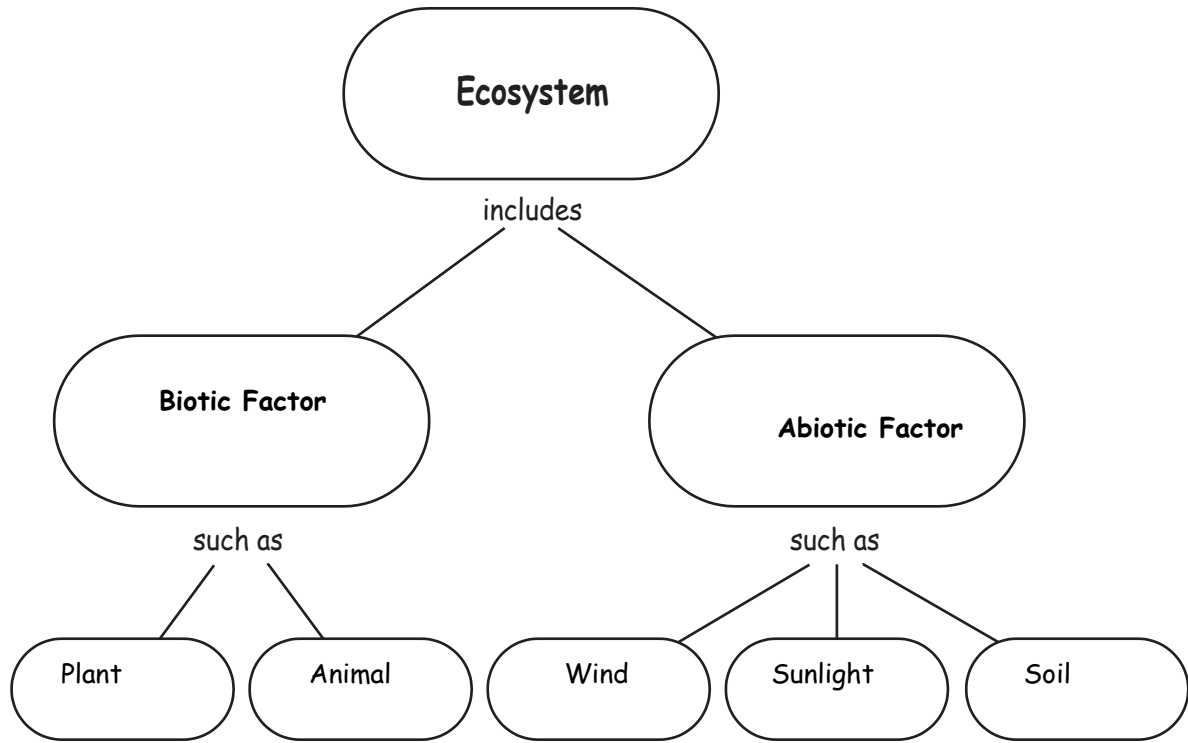 Ecosystem
includes
Biotic Factor
Abiotic Factor
such as
such as
Plant
Animal
Wind
Sunlight
Soil